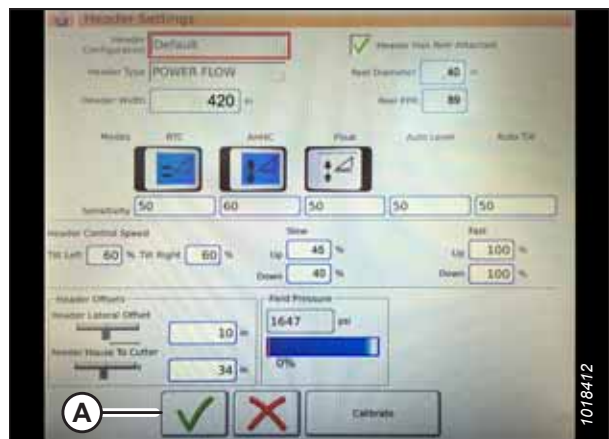 Header Settings
Header Configuration Default
Header Has Reel Attached
Header Type POWER FLOW
Reel Diameter 40 in
Header Width 420 in
Reel PPR 89
Modes RTC AHHC Float Auto Level Auto Tilt
Sensitivity 50 60 50 50 50
Header Control Speed Slow Fast
Tilt Left 60 % Tilt Right 60 % Up 45 % Up 100 %
Down 40 % Down 100 %
Header Offsets Field Pressure
Header Lateral Offset
10 in 1647 psi
Feeder House To Cutter
34 in 0%
A
Calibrate
1018412